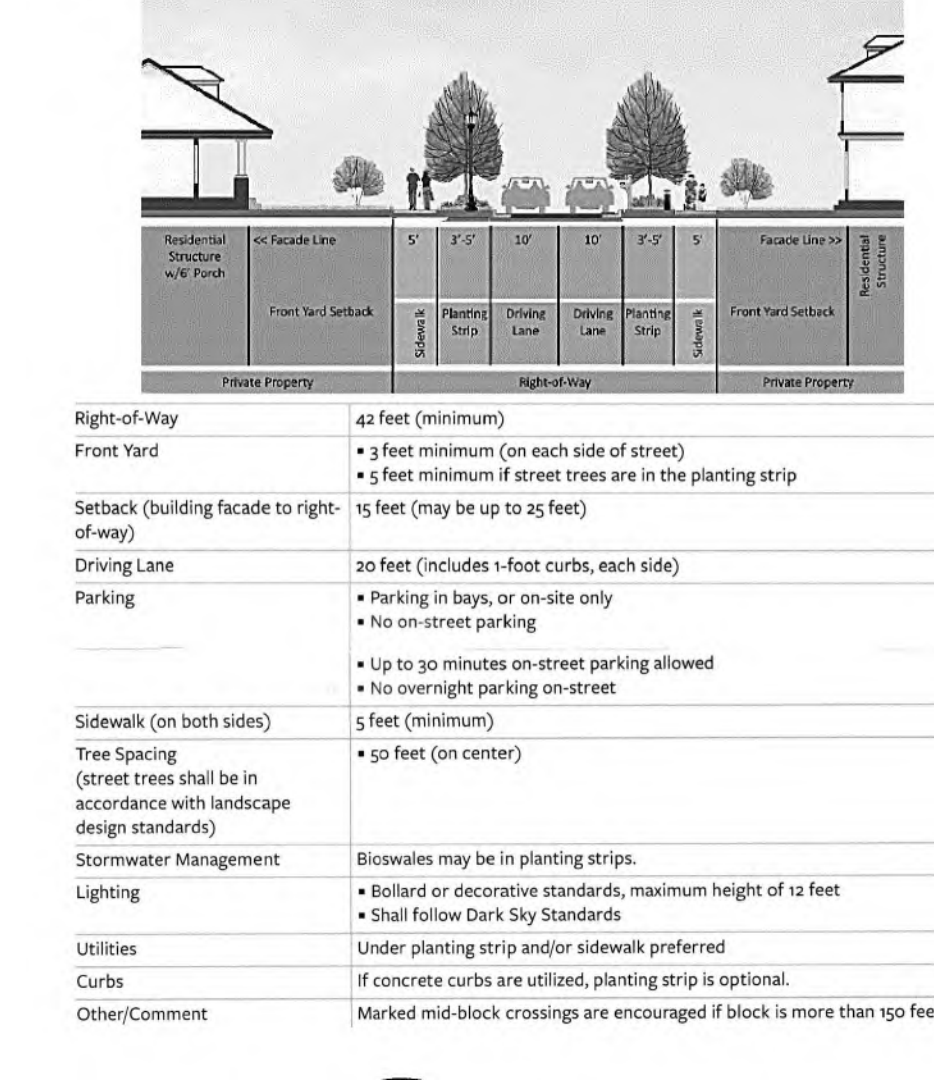 Residential
Structure
w/6' Porch
<< Facade Line
Front Yard Setback
5'
3'-5'
10'
10'
3'-5'
5'
Sidewalk
Planting
Strip
Driving
Lane
Driving
Lane
Planting
Strip
Sidewalk
Facade Line >>
Front Yard Setback
Residential
Structure
Private Property
Right-of-Way
Private Property
Right-of-Way
42 feet (minimum)
Front Yard
▪ 3 feet minimum (on each side of street)
▪ 5 feet minimum if street trees are in the planting strip
Setback (building facade to right-
of-way)
15 feet (may be up to 25 feet)
Driving Lane
20 feet (includes 1-foot curbs, each side)
Parking
▪ Parking in bays, or on-site only
▪ No on-street parking
▪ Up to 30 minutes on-street parking allowed
▪ No overnight parking on-street
Sidewalk (on both sides)
5 feet (minimum)
Tree Spacing
(street trees shall be in
accordance with landscape
design standards)
▪ 50 feet (on center)
Stormwater Management
Bioswales may be in planting strips.
Lighting
▪ Bollard or decorative standards, maximum height of 12 feet
▪ Shall follow Dark Sky Standards
Utilities
Under planting strip and/or sidewalk preferred
Curbs
If concrete curbs are utilized, planting strip is optional.
Other/Comment
Marked mid-block crossings are encouraged if block is more than 150 fee